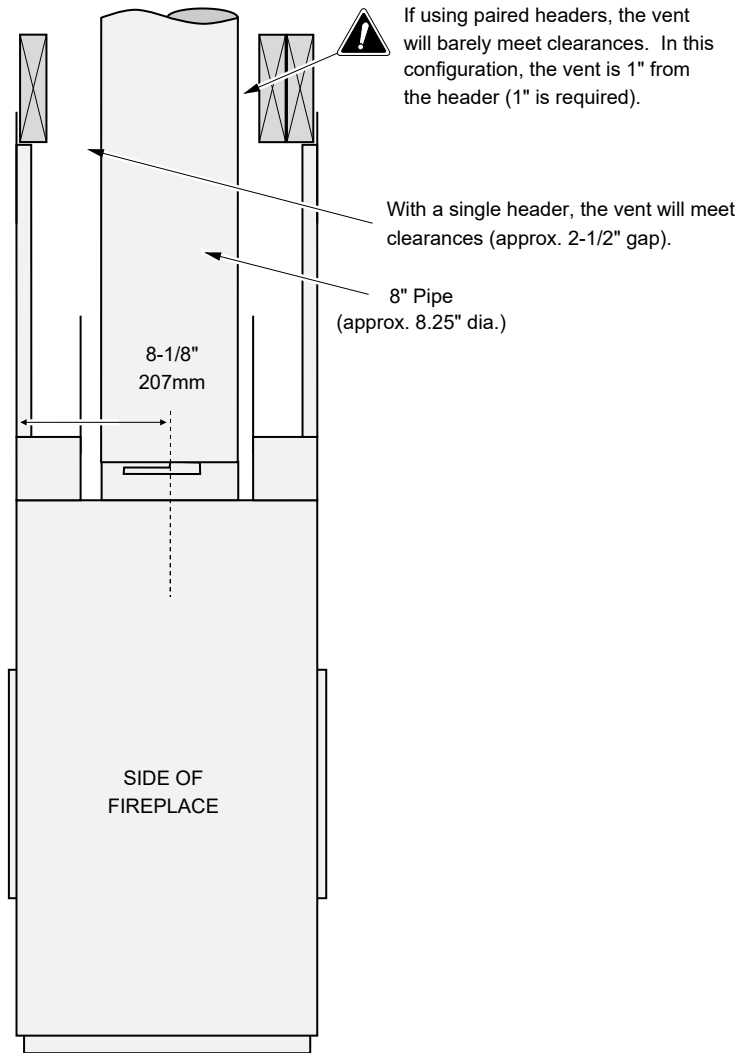 If using paired headers, the vent
will barely meet clearances.  In this
configuration, the vent is 1" from
the header (1" is required).
With a single header, the vent will meet
clearances (approx. 2-1/2" gap).
8" Pipe
(approx. 8.25" dia.)
8-1/8"
207mm
SIDE OF
FIREPLACE